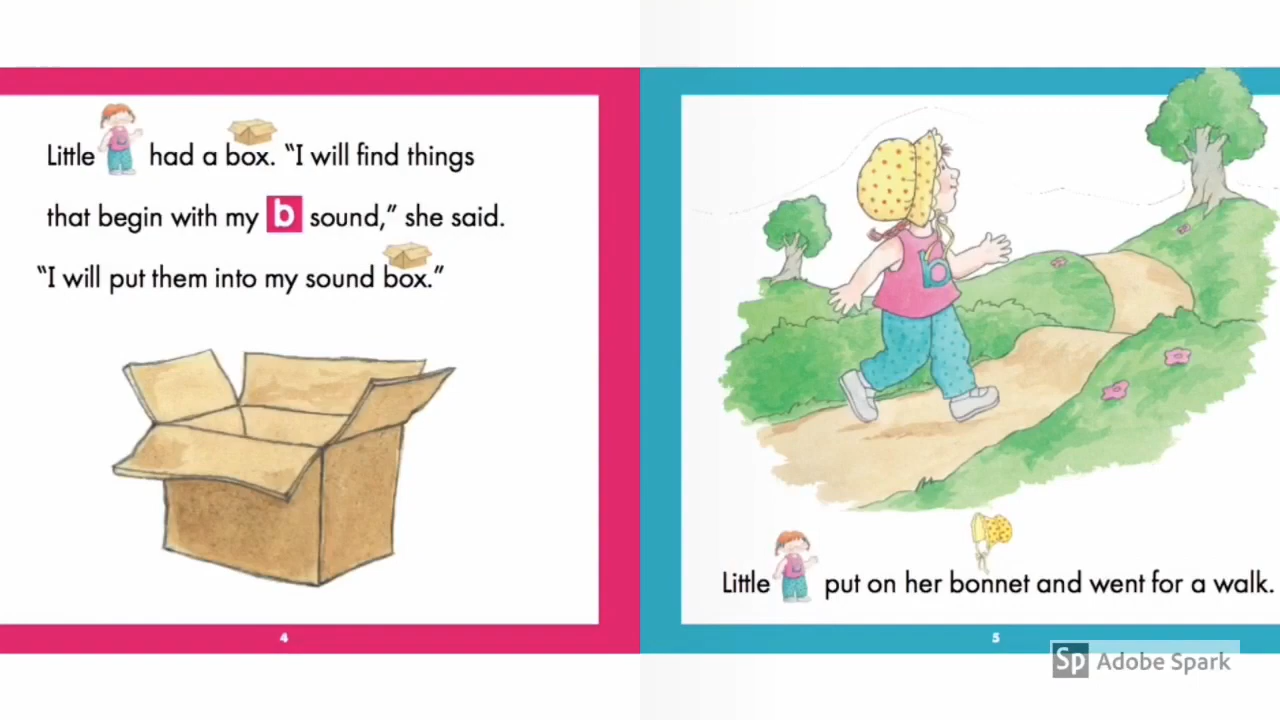 Little had a box. “I will find things
that begin with my b sound,” she said.
“I will put them into my sound box.”
4
Little put on her bonnet and went for a walk.
5
Sp Adobe Spark